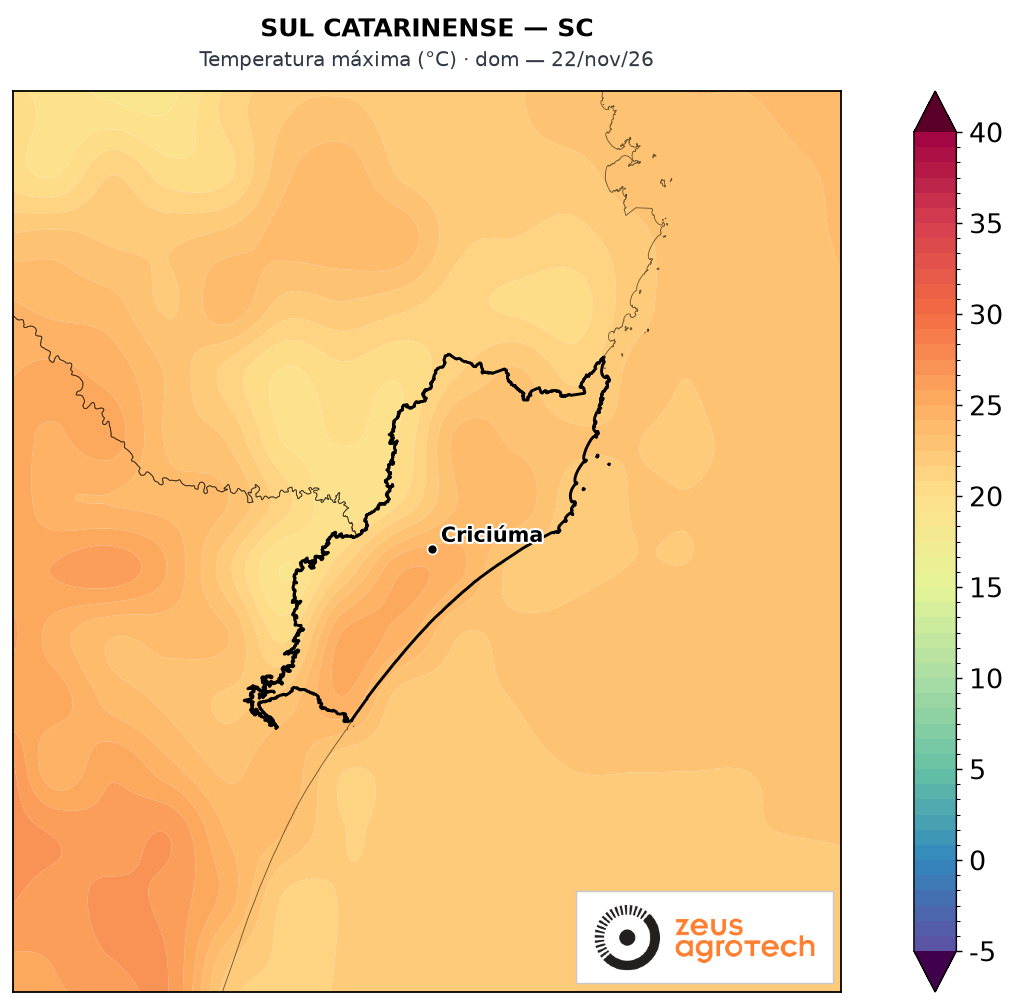 SUL CATARINENSE — SC
Temperatura máxima (°C) · dom — 22/nov/26
40
35
30
25
20
15
10
5
0
-5
Criciúma
zeus
agrotech